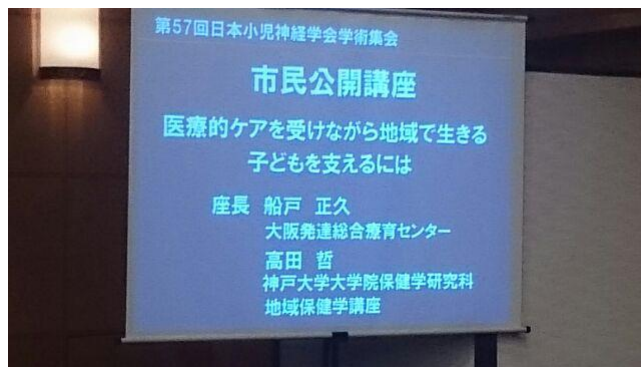 第57回日本小児神経学会学術集会
市民公開講座
医療的ケアを受けながら地域で生きる
子どもを支えるには
座長 船戸 正久
大阪発達総合療育センター
高田 哲
神戸大学大学院保健学研究科
地域保健学講座